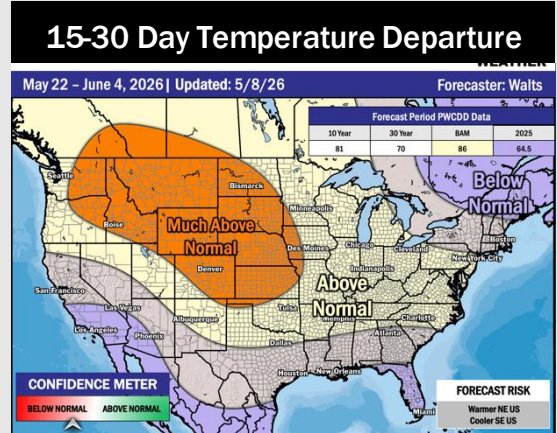 15-30 Day Temperature Departure
WEATHER
May 22 – June 4, 2026 | Updated: 5/8/26
Forecaster: Walts
Forecast Period PWCDD Data
10 Year 30 Year BAM 2025
81 70 86 64.5
Seattle
Bismarck
Below
Normal
Minneapolis
Boise
Much Above
Normal
Boston
Des Moines
Chicago
Cleveland
New York City
Denver
Indianapolis
San Francisco
Above
Normal
Las Vegas
Tulsa
Memphis
Charlotte
Albuquerque
Los Angeles
Phoenix
Atlanta
Dallas
Houston
New Orleans
Miami
CONFIDENCE METER
BELOW NORMAL ABOVE NORMAL
FORECAST RISK
Warmer NE US
Cooler SE US